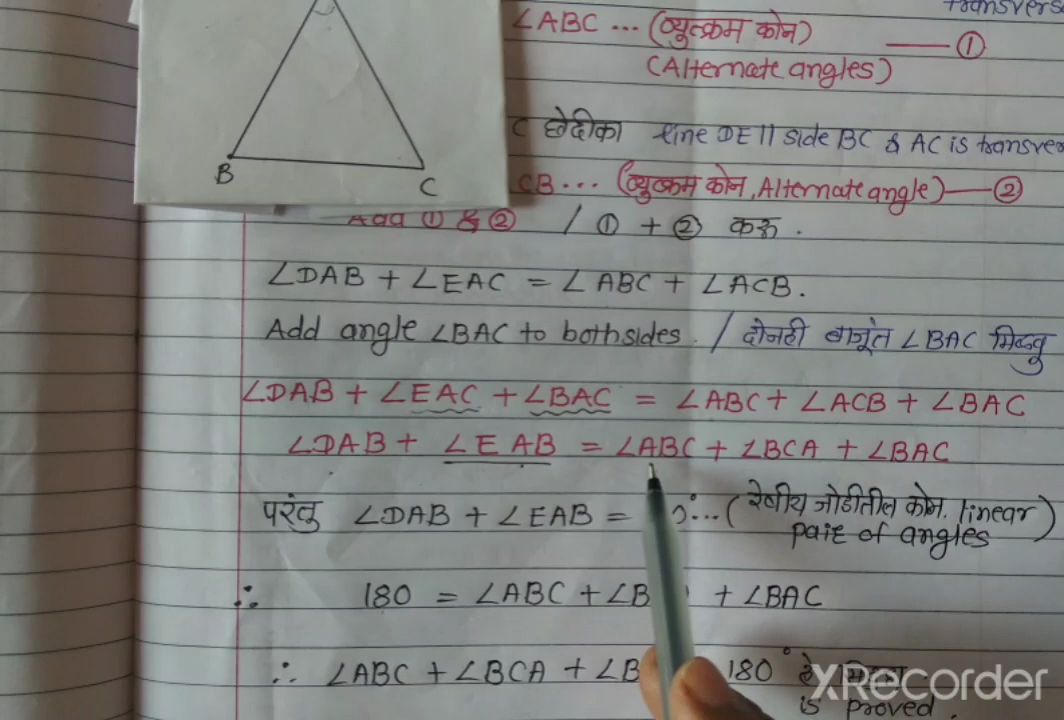 transvers
∠ABC ... (व्युत्क्रम कोन) —— ①
(Alternate angles)
C छेदीका line DE || side BC & AC is transver
CB... (व्युत्क्रम कोन, Alternate angle) — ②
Add ① & ② / ① + ② करू.
∠DAB + ∠EAC = ∠ABC + ∠ACB.
Add angle ∠BAC to both sides. / दोनही बाजूंत ∠BAC मिळवु
∠DAB + ∠EAC + ∠BAC = ∠ABC + ∠ACB + ∠BAC
∠DAB + ∠EAB = ∠ABC + ∠BCA + ∠BAC
परंतु ∠DAB + ∠EAB = ... (रेषीय जोडीतील कोन. linear)
pair of angles
∴ 180 = ∠ABC + ∠B + ∠BAC
∴ ∠ABC + ∠BCA + ∠B 180° हे
is proved.
B
C
XRecorder